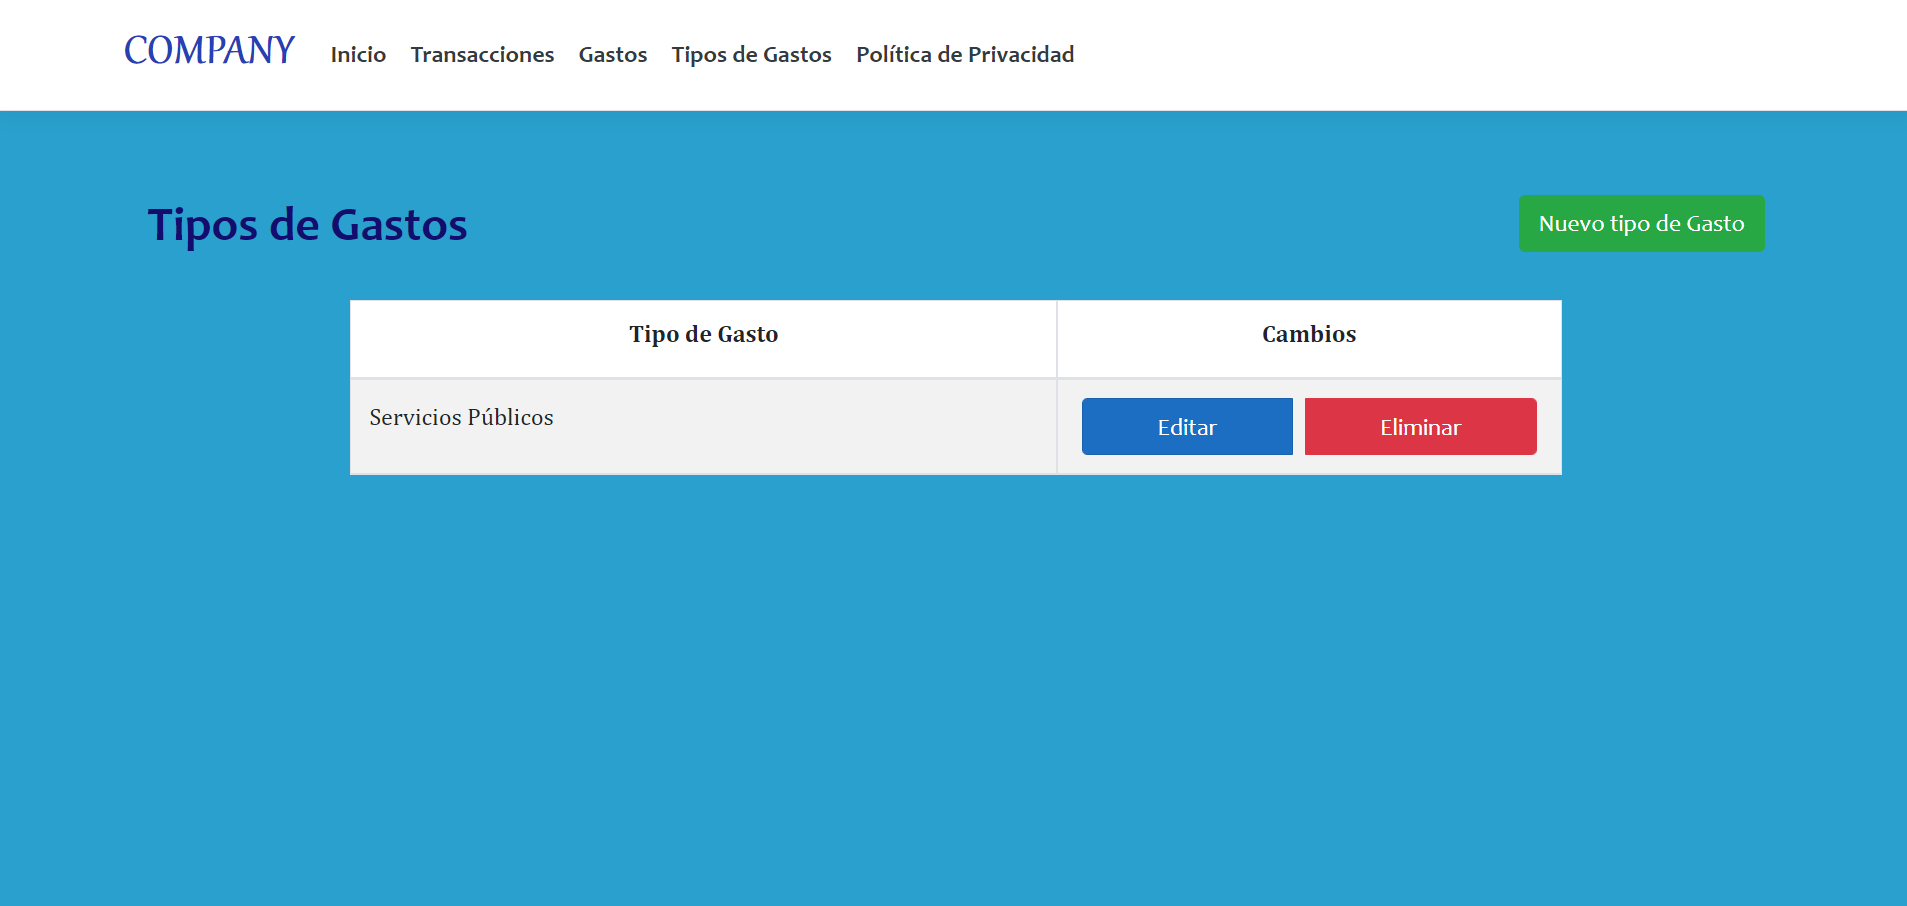 COMPANY Inicio Transacciones Gastos Tipos de Gastos Política de Privacidad
Tipos de Gastos Nuevo tipo de Gasto
Tipo de Gasto Cambios
Servicios Públicos Editar Eliminar